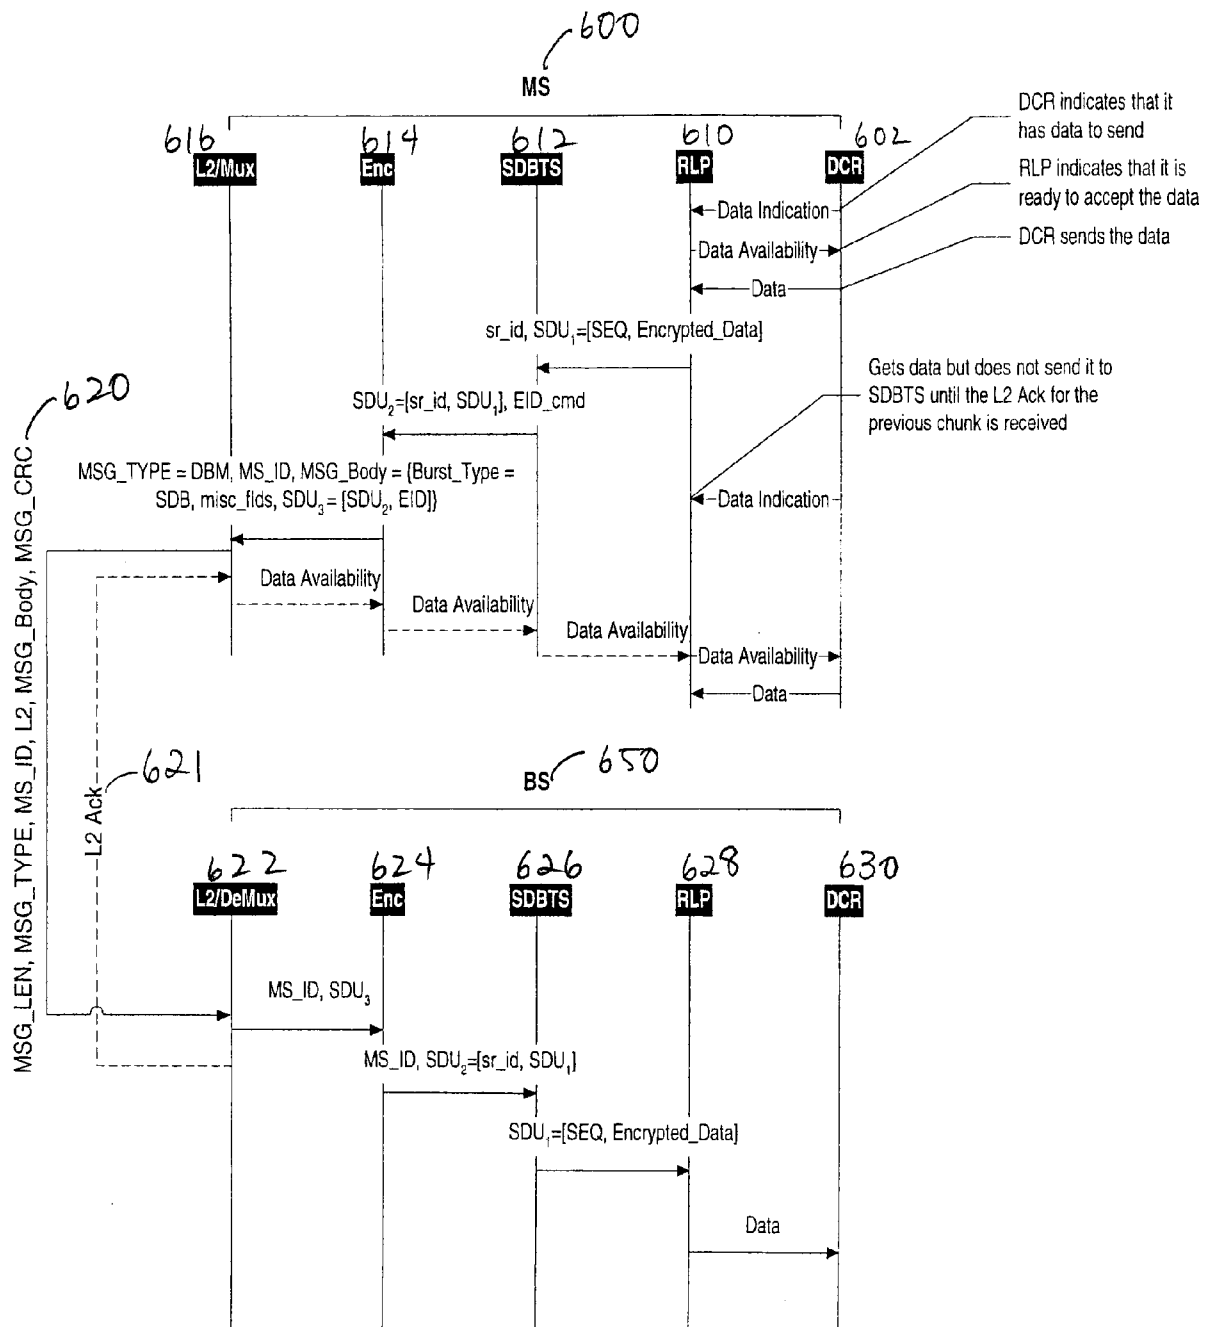 600
MS
616
614
612
610
602
L2/Mux
Enc
SDBTS
RLP
DCR
DCR indicates that it
has data to send
RLP indicates that it is
ready to accept the data
DCR sends the data
Data Indication
Data Availability
Data
sr_id, SDU₁=[SEQ, Encrypted_Data]
Gets data but does not send it to
SDBTS until the L2 Ack for the
previous chunk is received
620
SDU₂=[sr_id, SDU₁], EID_cmd
MSG_TYPE = DBM, MS_ID, MSG_Body = {Burst_Type =
SDB, misc_flds, SDU₃ = [SDU₂, EID]}
Data Indication
Data Availability
Data Availability
Data Availability
Data Availability
Data
MSG_LEN, MSG_TYPE, MS_ID, L2, MSG_Body, MSG_CRC
L2 Ack
621
BS
650
622
624
626
628
630
L2/DeMux
Enc
SDBTS
RLP
DCR
MS_ID, SDU₃
MS_ID, SDU₂=[sr_id, SDU₁]
SDU₁=[SEQ, Encrypted_Data]
Data